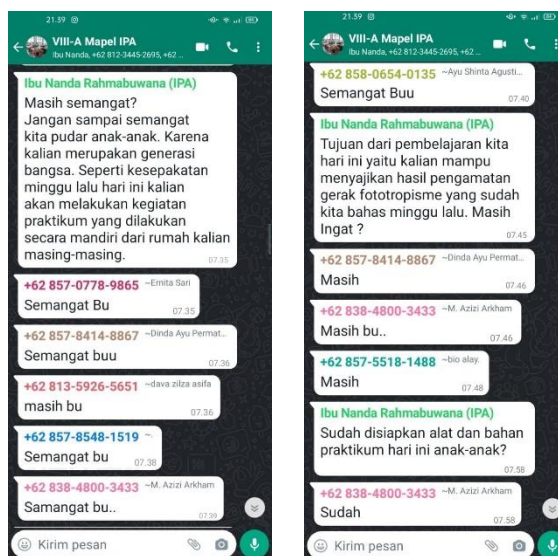 21.39
VIII-A Mapel IPA
Ibu Nanda, +62 812-3445-2695, +62 ...
Ibu Nanda Rahmabuwana (IPA)
Masih semangat?
Jangan sampai semangat
kita pudar anak-anak. Karena
kalian merupakan generasi
bangsa. Seperti kesepakatan
minggu lalu hari ini kalian
akan melakukan kegiatan
praktikum yang dilakukan
secara mandiri dari rumah kalian
masing-masing.
07.35
+62 857-0778-9865 ~Ernita Sari
Semangat Bu
07.35
+62 857-8414-8867 ~Dinda Ayu Permat...
Semangat buu
07.36
+62 813-5926-5651 ~dava zilza asifa
masih bu
07.36
+62 857-8548-1519 ~.
Semangat bu
07.38
+62 838-4800-3433 ~M. Azizi Arkham
Samangat bu..
07.39
Kirim pesan
21.39
VIII-A Mapel IPA
Ibu Nanda, +62 812-3445-2695, +62 ...
+62 858-0654-0135 ~Ayu Shinta Agusti...
Semangat Buu
07.40
Ibu Nanda Rahmabuwana (IPA)
Tujuan dari pembelajaran kita
hari ini yaitu kalian mampu
menyajikan hasil pengamatan
gerak fototropisme yang sudah
kita bahas minggu lalu. Masih
Ingat ?
07.45
+62 857-8414-8867 ~Dinda Ayu Permat...
Masih
07.46
+62 838-4800-3433 ~M. Azizi Arkham
Masih bu..
07.46
+62 857-5518-1488 ~bio alay.
Masih
07.48
Ibu Nanda Rahmabuwana (IPA)
Sudah disiapkan alat dan bahan
praktikum hari ini anak-anak?
07.58
+62 838-4800-3433 ~M. Azizi Arkham
Sudah
07.58
Kirim pesan